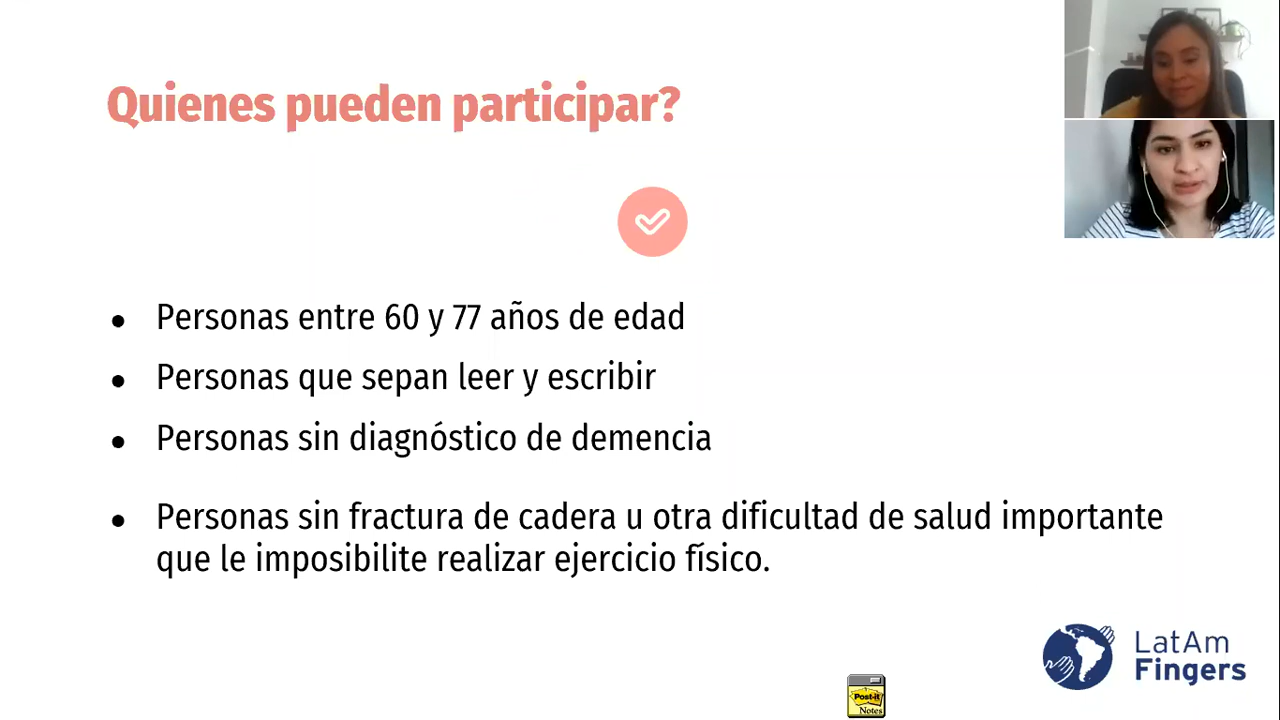 Quienes pueden participar?
● Personas entre 60 y 77 años de edad
● Personas que sepan leer y escribir
● Personas sin diagnóstico de demencia
● Personas sin fractura de cadera u otra dificultad de salud importante
que le imposibilite realizar ejercicio físico.
LatAm
Fingers
Post-it
Notes